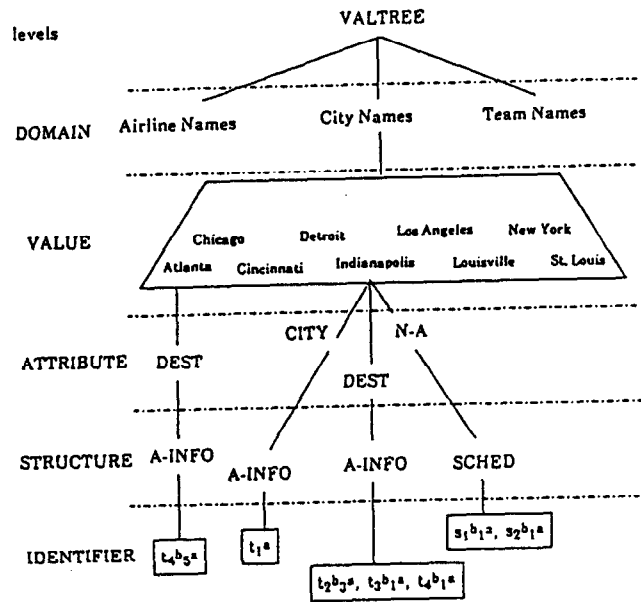 levels
VALTREE
DOMAIN Airline Names City Names Team Names
VALUE
Chicago Detroit Los Angeles New York
Atlanta Cincinnati Indianapolis Louisville St. Louis
CITY N-A
ATTRIBUTE DEST
DEST
STRUCTURE A-INFO A-INFO A-INFO SCHED
IDENTIFIER t₄b₅a t₁a s₁b₁a, s₂b₁a
t₂b₃a, t₃b₁a, t₄b₁a